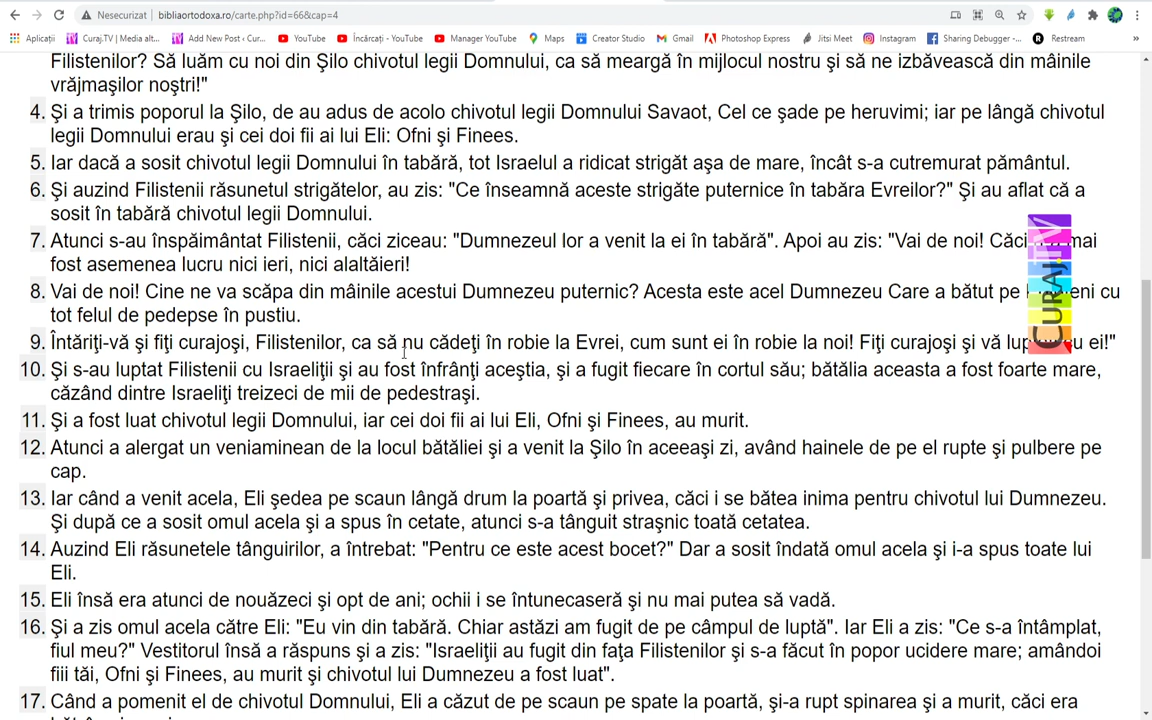 Nesecurizat | bibliaortodoxa.ro/carte.php?id=66&cap=4
Aplicații Curaj.TV | Media alt... Add New Post ‹ Cur... YouTube Încărcați - YouTube Manager YouTube Maps Creator Studio Gmail Photoshop Express Jitsi Meet Instagram Sharing Debugger -... Restream »
Filistenilor? Să luăm cu noi din Şilo chivotul legii Domnului, ca să meargă în mijlocul nostru şi să ne izbăvească din mâinile
vrăjmaşilor noştri!"
4. Şi a trimis poporul la Şilo, de au adus de acolo chivotul legii Domnului Savaot, Cel ce şade pe heruvimi; iar pe lângă chivotul
legii Domnului erau şi cei doi fii ai lui Eli: Ofni şi Finees.
5. Iar dacă a sosit chivotul legii Domnului în tabără, tot Israelul a ridicat strigăt aşa de mare, încât s-a cutremurat pământul.
6. Şi auzind Filistenii răsunetul strigătelor, au zis: "Ce înseamnă aceste strigăte puternice în tabăra Evreilor?" Şi au aflat că a
sosit în tabără chivotul legii Domnului.
7. Atunci s-au înspăimântat Filistenii, căci ziceau: "Dumnezeul lor a venit la ei în tabără". Apoi au zis: "Vai de noi! Căci mai
fost asemenea lucru nici ieri, nici alaltăieri!
8. Vai de noi! Cine ne va scăpa din mâinile acestui Dumnezeu puternic? Acesta este acel Dumnezeu Care a bătut pe cu
tot felul de pedepse în pustiu.
9. Întăriţi-vă şi fiţi curajoşi, Filistenilor, ca să nu cădeţi în robie la Evrei, cum sunt ei în robie la noi! Fiţi curajoşi şi vă ei!"
10. Şi s-au luptat Filistenii cu Israeliţii şi au fost înfrânţi aceştia, şi a fugit fiecare în cortul său; bătălia aceasta a fost foarte mare,
căzând dintre Israeliţi treizeci de mii de pedestraşi.
11. Şi a fost luat chivotul legii Domnului, iar cei doi fii ai lui Eli, Ofni şi Finees, au murit.
12. Atunci a alergat un veniaminean de la locul bătăliei şi a venit la Şilo în aceeaşi zi, având hainele de pe el rupte şi pulbere pe
cap.
13. Iar când a venit acela, Eli şedea pe scaun lângă drum la poartă şi privea, căci i se bătea inima pentru chivotul lui Dumnezeu.
Şi după ce a sosit omul acela şi a spus în cetate, atunci s-a tânguit straşnic toată cetatea.
14. Auzind Eli răsunetele tânguirilor, a întrebat: "Pentru ce este acest bocet?" Dar a sosit îndată omul acela şi i-a spus toate lui
Eli.
15. Eli însă era atunci de nouăzeci şi opt de ani; ochii i se întunecaseră şi nu mai putea să vadă.
16. Şi a zis omul acela către Eli: "Eu vin din tabără. Chiar astăzi am fugit de pe câmpul de luptă". Iar Eli a zis: "Ce s-a întâmplat,
fiul meu?" Vestitorul însă a răspuns şi a zis: "Israeliţii au fugit din faţa Filistenilor şi s-a făcut în popor ucidere mare; amândoi
fiii tăi, Ofni şi Finees, au murit şi chivotul lui Dumnezeu a fost luat".
17. Când a pomenit el de chivotul Domnului, Eli a căzut de pe scaun pe spate la poartă, şi-a rupt spinarea şi a murit, căci era
CURAJ.TV